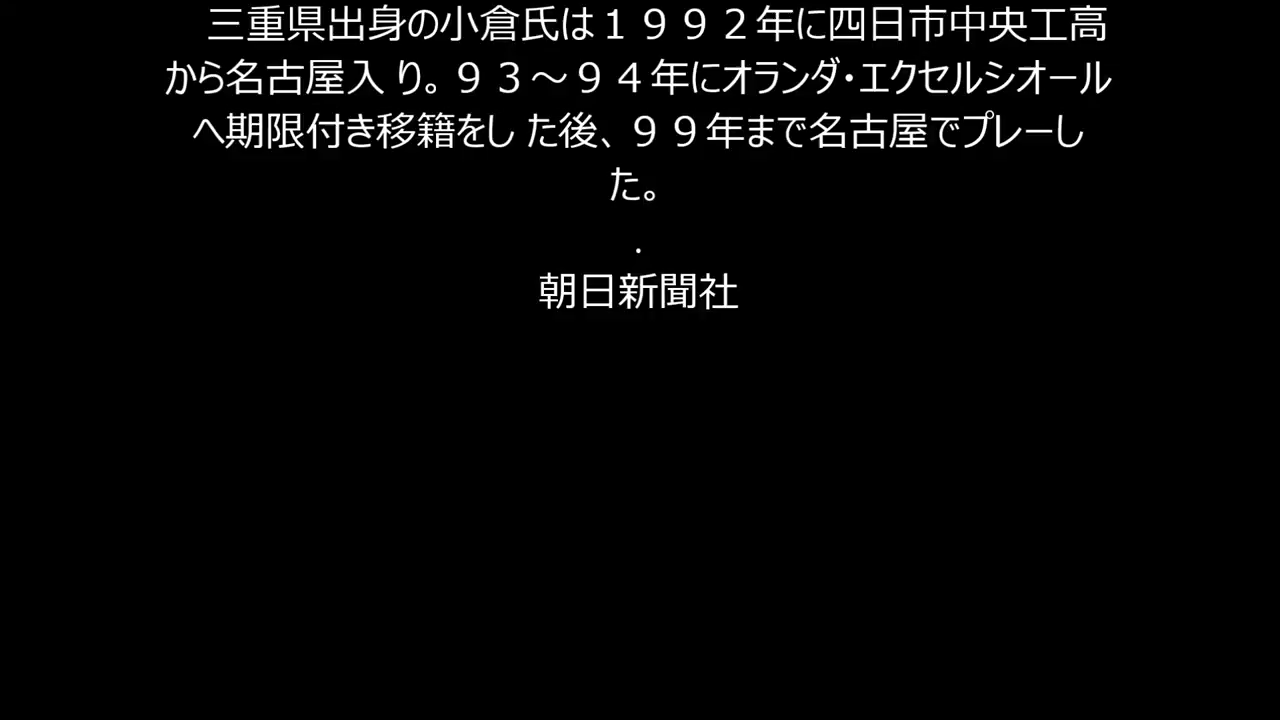 三重県出身の小倉氏は１９９２年に四日市中央工高
から名古屋入り。９３～９４年にオランダ・エクセルシオール
へ期限付き移籍をした後、９９年まで名古屋でプレーし
た。
.
朝日新聞社